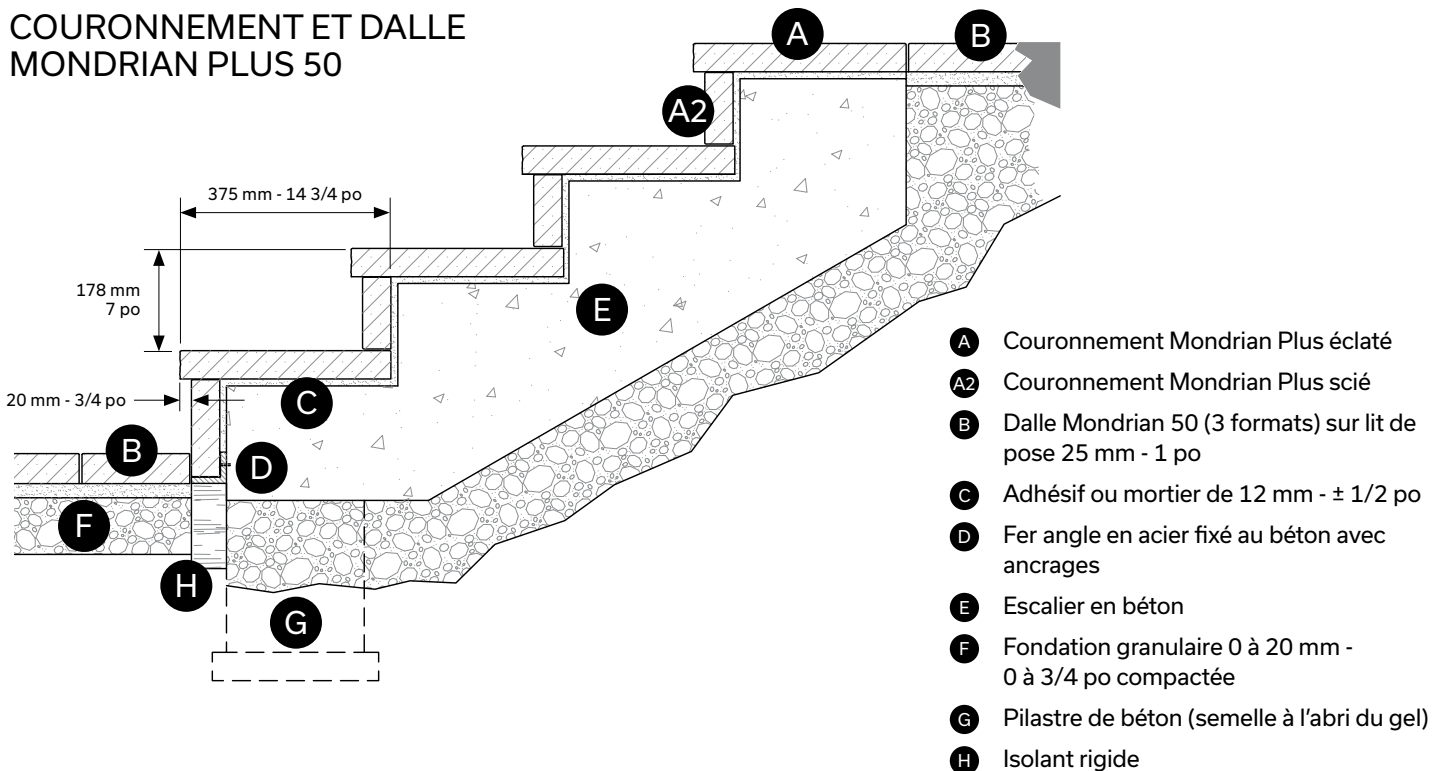 COURONNEMENT ET DALLE
MONDRIAN PLUS 50
A
B
A2
375 mm - 14 3/4 po
178 mm
7 po
E
20 mm - 3/4 po
C
B
D
F
H
G
A Couronnement Mondrian Plus éclaté
A2 Couronnement Mondrian Plus scié
B Dalle Mondrian 50 (3 formats) sur lit de
pose 25 mm - 1 po
C Adhésif ou mortier de 12 mm - ± 1/2 po
D Fer angle en acier fixé au béton avec
ancrages
E Escalier en béton
F Fondation granulaire 0 à 20 mm -
0 à 3/4 po compactée
G Pilastre de béton (semelle à l’abri du gel)
H Isolant rigide